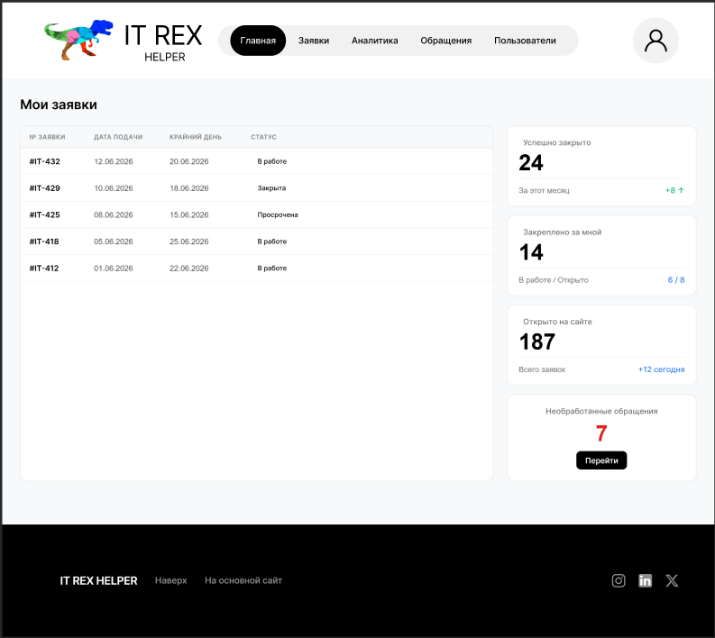 IT REX
HELPER
Главная Заявки Аналитика Обращения Пользователи
Мои заявки
№ ЗАЯВКИ ДАТА ПОДАЧИ КРАЙНИЙ ДЕНЬ СТАТУС
#IT-432 12.06.2026 20.06.2026 В работе
#IT-429 10.06.2026 18.06.2026 Закрыта
#IT-425 08.06.2026 15.06.2026 Просрочена
#IT-418 05.06.2026 25.06.2026 В работе
#IT-412 01.06.2026 22.06.2026 В работе
Успешно закрыто
24
За этот месяц +8 ↑
Закреплено за мной
14
В работе / Открыто 6 / 8
Открыто на сайте
187
Всего заявок +12 сегодня
Необработанные обращения
7
Перейти
IT REX HELPER Наверх На основной сайт